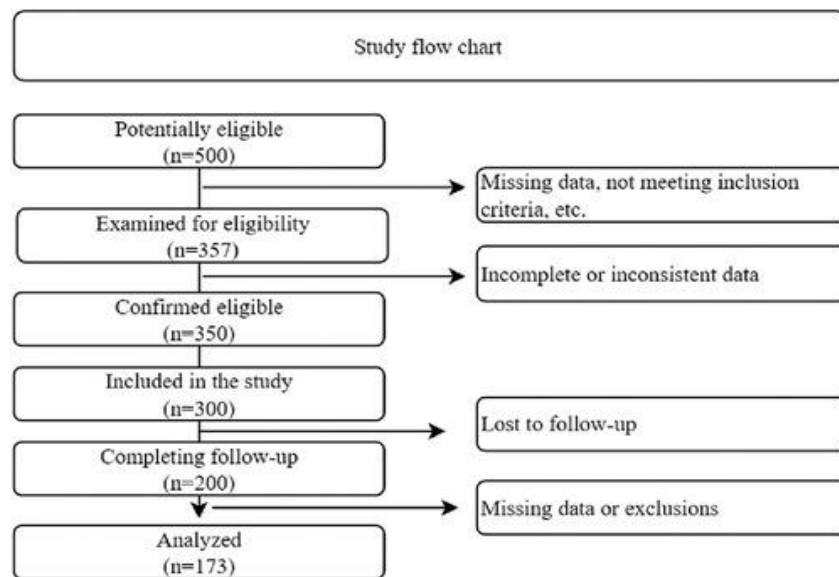 Study flow chart
Potentially eligible
(n=500)
Missing data, not meeting inclusion
criteria, etc.
Examined for eligibility
(n=357)
Incomplete or inconsistent data
Confirmed eligible
(n=350)
Included in the study
(n=300)
Lost to follow-up
Completing follow-up
(n=200)
Missing data or exclusions
Analyzed
(n=173)